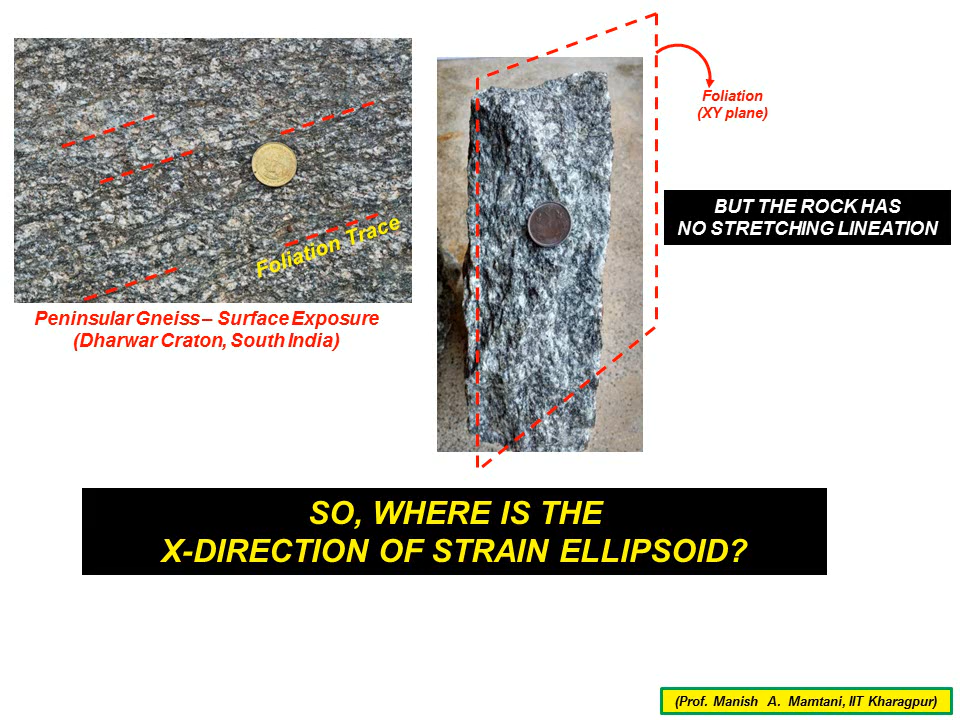 Foliation
(XY plane)
BUT THE ROCK HAS
NO STRETCHING LINEATION
Foliation Trace
Peninsular Gneiss – Surface Exposure
(Dharwar Craton, South India)
SO, WHERE IS THE
X-DIRECTION OF STRAIN ELLIPSOID?
(Prof. Manish A. Mamtani, IIT Kharagpur)